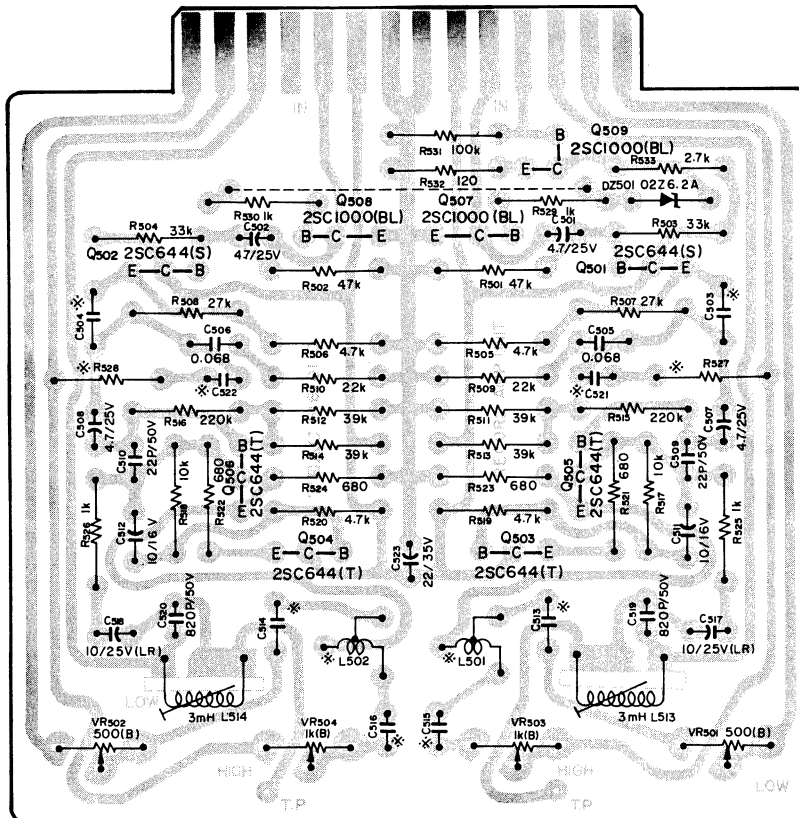 IN
IN
R531 100k
B
Q509
2SC1000(BL)
E C
R532 120
R533 2.7k
DZ501 02Z6.2A
R530 1k
Q508
2SC1000(BL)
B C E
Q507
2SC1000(BL)
E C B
R529 1k
C502
4.7/25V
C501
4.7/25V
R504 33k
Q502 2SC644(S)
E C B
R503 33k
2SC644(S)
Q501 B C E
R502 47k
R501 47k
※ C504
R508 27k
R507 27k
C503 ※
C506
0.068
C505
0.068
R506 4.7k
R505 4.7k
※ R528
※ C522
R510 22k
R509 22k
※ C521
※ R527
C508
4.7/25V
R516 220k
R512 39k
R511 39k
R515 220k
C507
4.7/25V
C510
22P/50V
R518 10k
R522 680
Q506
2SC644(T)
B C E
R514 39k
R513 39k
Q505
2SC644(T)
B C E
R521 680
R517 10k
C509
22P/50V
R524 680
R523 680
R526 1k
C512
10/16V
R520 4.7k
R519 4.7k
C511
10/16V
R525 1k
E C B
Q504
2SC644(T)
C523
22/35V
Q503
B C E
2SC644(T)
C518
10/25V(LR)
C520
820P/50V
C514 ※
※ L502
L501 ※
C513 ※
C519
820P/50V
C517
10/25V(LR)
LOW
3mH L514
3mH L513
VR502
500(B)
VR504
1k(B)
C516 ※
C515 ※
VR503
1k(B)
VR501 500(B)
HIGH
HIGH
LOW
T.P
T.P